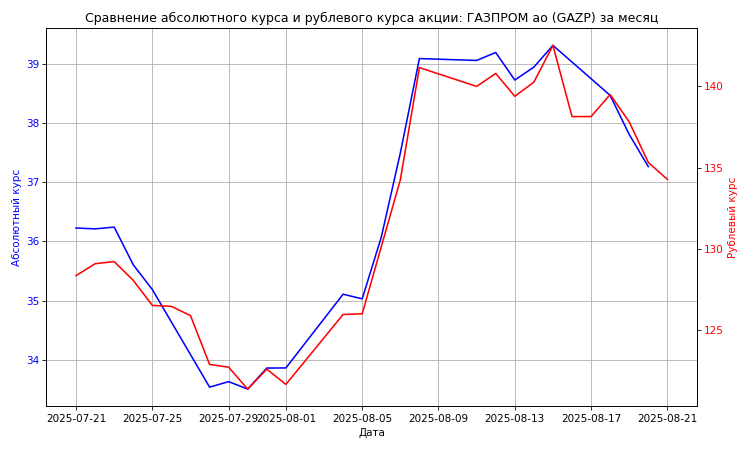 Сравнение абсолютного курса и рублевого курса акции: ГАЗПРОМ ао (GAZP) за месяц
39
38
37
36
35
34
Абсолютный курс
140
135
130
125
Рублевый курс
2025-07-21 2025-07-25 2025-07-29 2025-08-01 2025-08-05 2025-08-09 2025-08-13 2025-08-17 2025-08-21
Дата